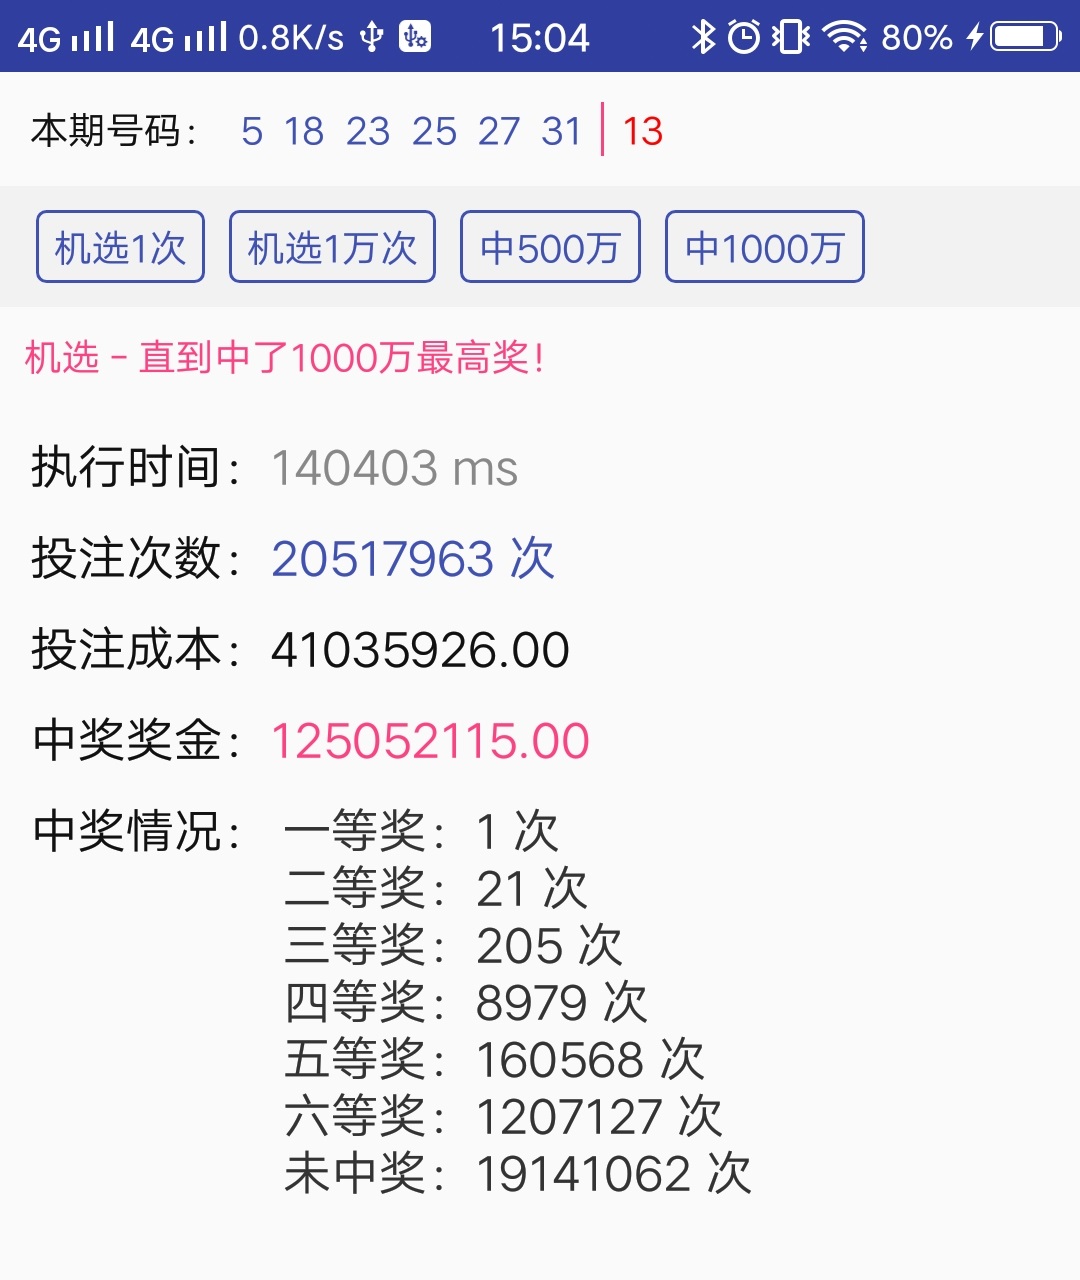 4G 4G 0.8K/s 15:04 80%
本期号码： 5 18 23 25 27 31 | 13
机选1次 机选1万次 中500万 中1000万
机选 - 直到中了1000万最高奖！
执行时间： 140403 ms
投注次数： 20517963 次
投注成本： 41035926.00
中奖奖金： 125052115.00
中奖情况： 一等奖： 1 次
二等奖： 21 次
三等奖： 205 次
四等奖： 8979 次
五等奖： 160568 次
六等奖： 1207127 次
未中奖： 19141062 次